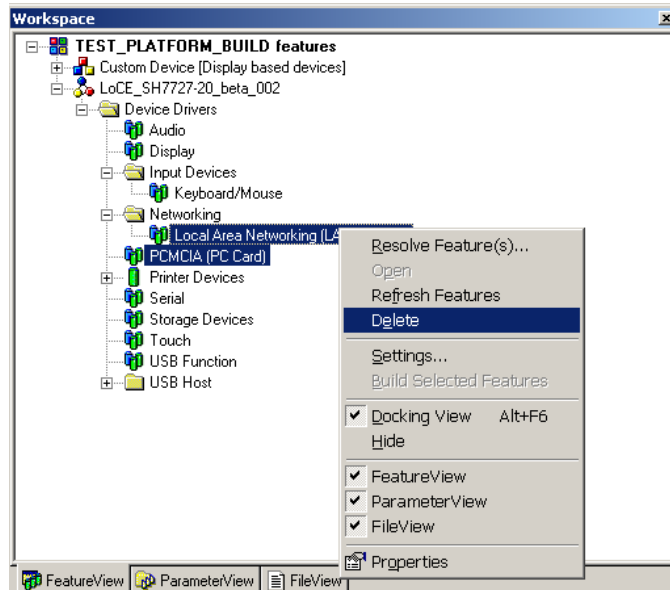 Workspace
TEST_PLATFORM_BUILD features
Custom Device [Display based devices]
LoCE_SH7727-20_beta_002
Device Drivers
Audio
Display
Input Devices
Keyboard/Mouse
Networking
Local Area Networking (LA
PCMCIA (PC Card)
Printer Devices
Serial
Storage Devices
Touch
USB Function
USB Host
Resolve Feature(s)...
Open
Refresh Features
Delete
Settings...
Build Selected Features
Docking View Alt+F6
Hide
FeatureView
ParameterView
FileView
Properties
FeatureView ParameterView FileView